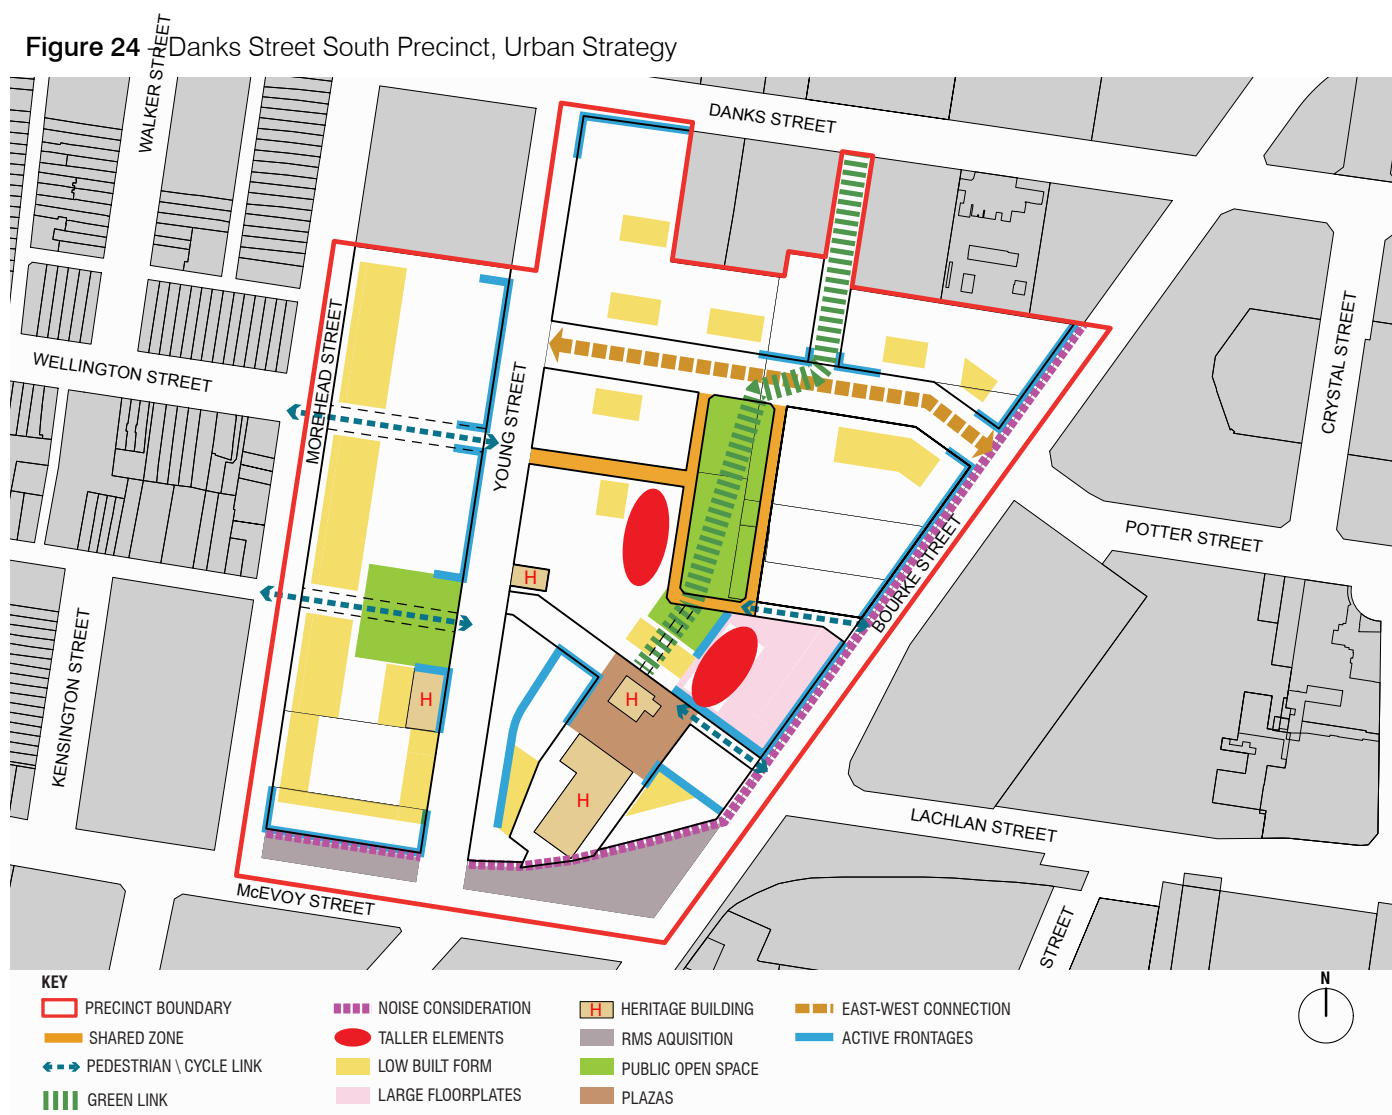 Figure 24 – Danks Street South Precinct, Urban Strategy
WALKER STREET
DANKS STREET
WELLINGTON STREET
MOREHEAD STREET
YOUNG STREET
CRYSTAL STREET
POTTER STREET
BOURKE STREET
KENSINGTON STREET
H
H
H
H
LACHLAN STREET
McEVOY STREET
STREET
KEY
PRECINCT BOUNDARY
SHARED ZONE
PEDESTRIAN \ CYCLE LINK
GREEN LINK
NOISE CONSIDERATION
TALLER ELEMENTS
LOW BUILT FORM
LARGE FLOORPLATES
H
HERITAGE BUILDING
RMS AQUISITION
PUBLIC OPEN SPACE
PLAZAS
EAST-WEST CONNECTION
ACTIVE FRONTAGES
N